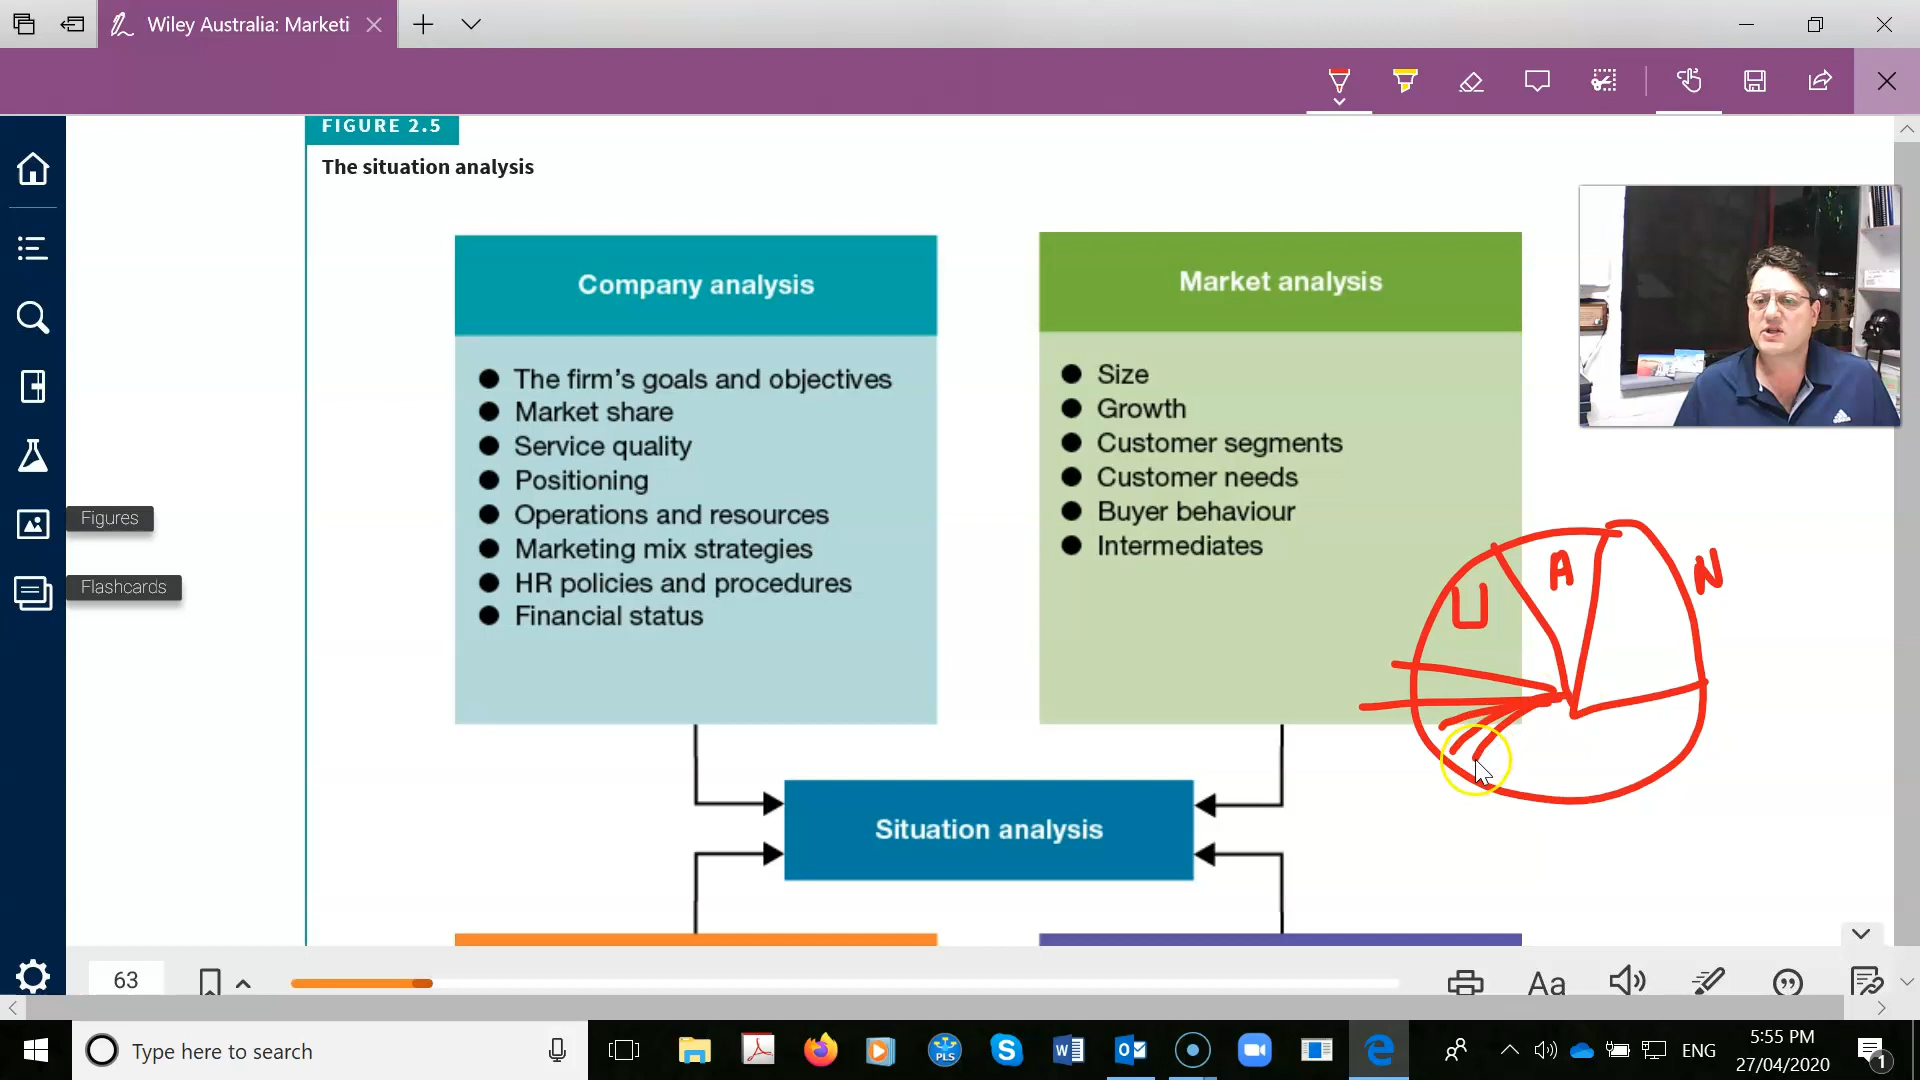 Wiley Australia: Marketi
FIGURE 2.5
The situation analysis
Company analysis
The firm's goals and objectives
Market share
Service quality
Positioning
Operations and resources
Marketing mix strategies
HR policies and procedures
Financial status
Market analysis
Size
Growth
Customer segments
Customer needs
Buyer behaviour
Intermediates
U
A
N
Situation analysis
Figures
Flashcards
63
Aa
Type here to search
PLS
ENG
5:55 PM
27/04/2020
1